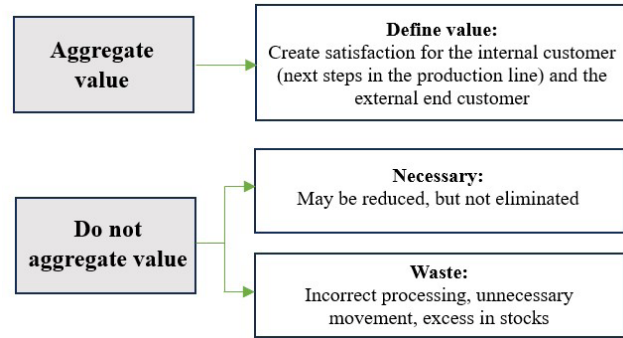 Aggregate
value
Define value:
Create satisfaction for the internal customer
(next steps in the production line) and the
external end customer
Do not
aggregate value
Necessary:
May be reduced, but not eliminated
Waste:
Incorrect processing, unnecessary
movement, excess in stocks